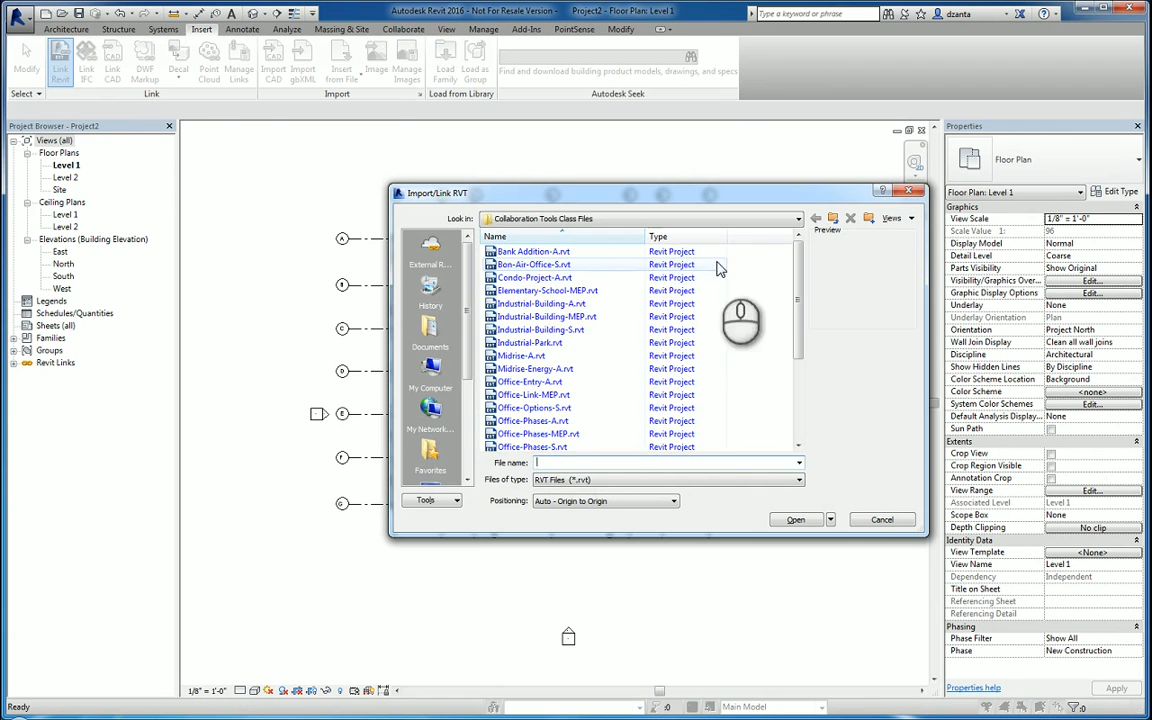 Autodesk Revit 2016 - Not For Resale Version - Project2 - Floor Plan: Level 1
Type a keyword or phrase
dzanta
Architecture Structure Systems Insert Annotate Analyze Massing & Site Collaborate View Manage Add-Ins PointSense Modify
Modify
Link Revit
Link IFC
Link CAD
DWF Markup
Decal
Point Cloud
Manage Links
Import CAD
Import gbXML
Insert from File
Image
Manage Images
Load Family
Load as Group
Find and download building product models, drawings, and specs
Select Link Import Load from Library Autodesk Seek
Project Browser - Project2
Views (all)
Floor Plans
Level 1
Level 2
Site
Ceiling Plans
Level 1
Level 2
Elevations (Building Elevation)
East
North
South
West
Legends
Schedules/Quantities
Sheets (all)
Families
Groups
Revit Links
A
B
C
D
E
F
G
Import/Link RVT
Look in: Collaboration Tools Class Files
Views
Name Type
Preview
External R...
History
Documents
My Computer
My Network...
Favorites
Bank Addition-A.rvt Revit Project
Bon-Air-Office-S.rvt Revit Project
Condo-Project-A.rvt Revit Project
Elementary-School-MEP.rvt Revit Project
Industrial-Building-A.rvt Revit Project
Industrial-Building-MEP.rvt Revit Project
Industrial-Building-S.rvt Revit Project
Industrial-Park.rvt Revit Project
Midrise-A.rvt Revit Project
Midrise-Energy-A.rvt Revit Project
Office-Entry-A.rvt Revit Project
Office-Link-MEP.rvt Revit Project
Office-Options-S.rvt Revit Project
Office-Phases-A.rvt Revit Project
Office-Phases-MEP.rvt Revit Project
Office-Phases-S.rvt Revit Project
File name:
Files of type: RVT Files (*.rvt)
Tools
Positioning: Auto - Origin to Origin
Open
Cancel
Properties
Floor Plan
Floor Plan: Level 1 Edit Type
Graphics
View Scale 1/8" = 1'-0"
Scale Value 1: 96
Display Model Normal
Detail Level Coarse
Parts Visibility Show Original
Visibility/Graphics Over... Edit...
Graphic Display Options Edit...
Underlay None
Underlay Orientation Plan
Orientation Project North
Wall Join Display Clean all wall joins
Discipline Architectural
Show Hidden Lines By Discipline
Color Scheme Location Background
Color Scheme <none>
System Color Schemes Edit...
Default Analysis Display... None
Sun Path
Extents
Crop View
Crop Region Visible
Annotation Crop
View Range Edit...
Associated Level Level 1
Scope Box None
Depth Clipping No clip
Identity Data
View Template <None>
View Name Level 1
Dependency Independent
Title on Sheet
Referencing Sheet
Referencing Detail
Phasing
Phase Filter Show All
Phase New Construction
Properties help
Apply
1/8" = 1'-0"
Ready
:0
Main Model
:0